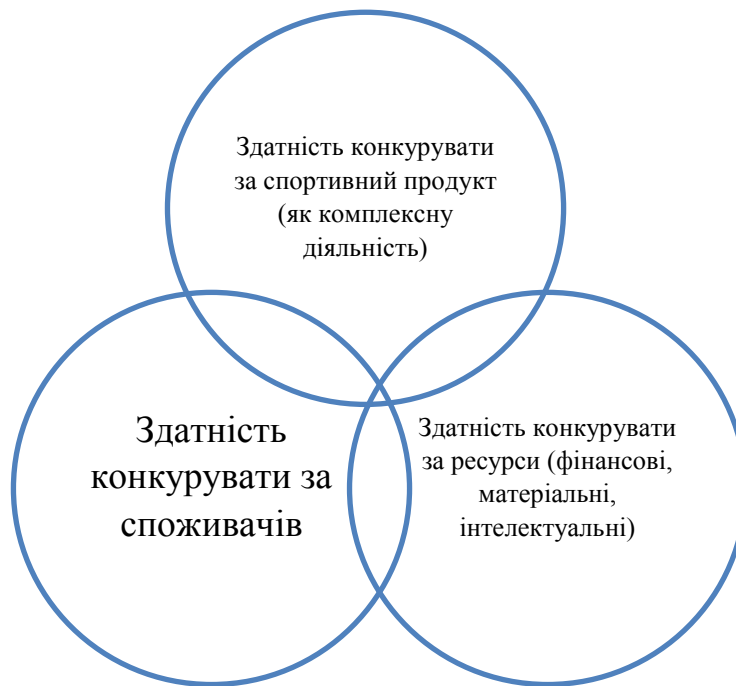 Здатність конкурувати
за спортивний продукт
(як комплексну
діяльність)
Здатність
конкурувати за
споживачів
Здатність конкурувати
за ресурси (фінансові,
матеріальні,
інтелектуальні)